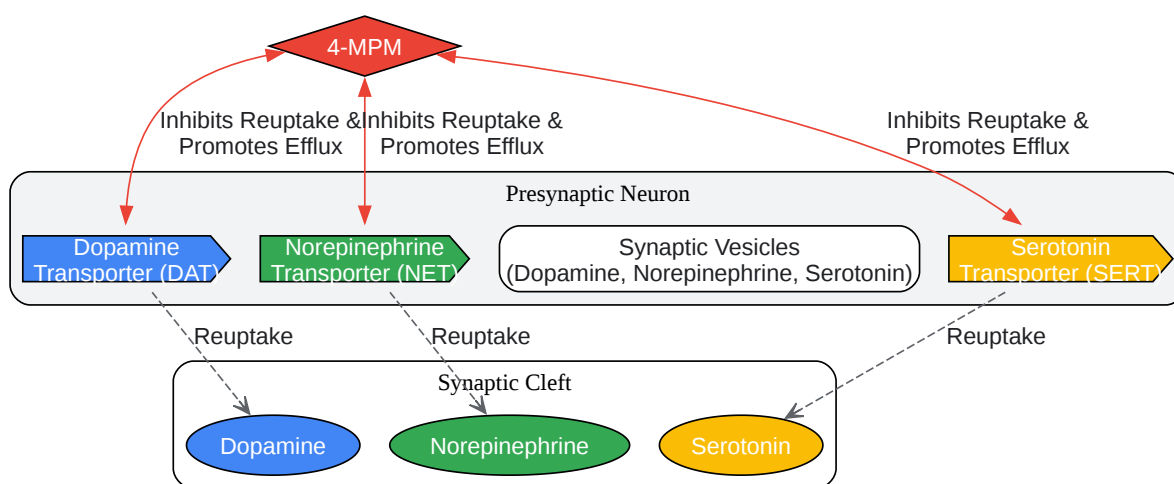 4-MPM
Inhibits Reuptake &
Promotes Efflux
Inhibits Reuptake &
Promotes Efflux
Inhibits Reuptake &
Promotes Efflux
Presynaptic Neuron
Dopamine
Transporter (DAT)
Norepinephrine
Transporter (NET)
Synaptic Vesicles
(Dopamine, Norepinephrine, Serotonin)
Serotonin
Transporter (SERT)
Reuptake
Reuptake
Reuptake
Synaptic Cleft
Dopamine
Norepinephrine
Serotonin